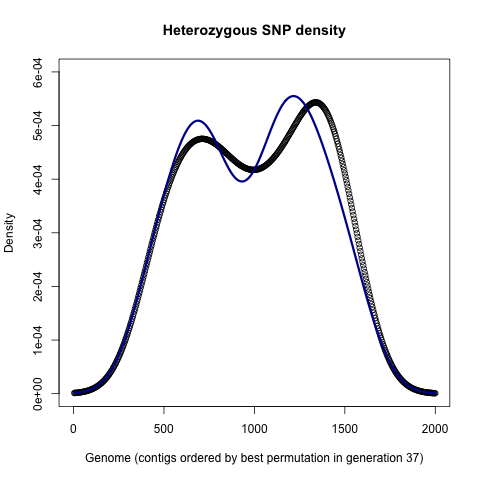 Heterozygous SNP density
6e-04
5e-04
4e-04
3e-04
2e-04
1e-04
0e+00
Density
0 500 1000 1500 2000
Genome (contigs ordered by best permutation in generation 37)